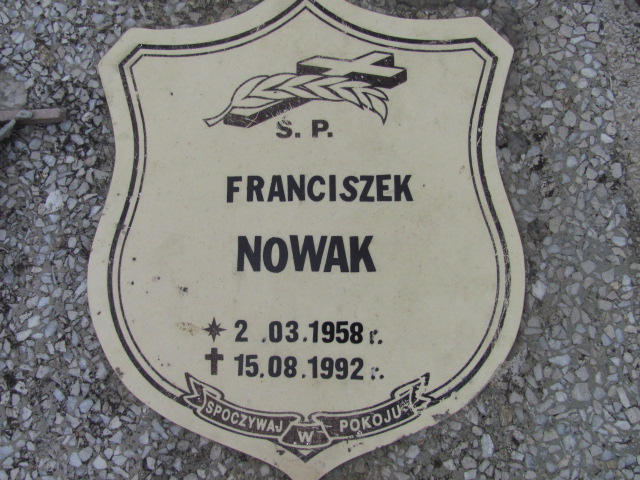 Ś. P.
FRANCISZEK
NOWAK
2.03.1958 r.
15.08.1992 r.
SPOCZYWAJ W POKOJU